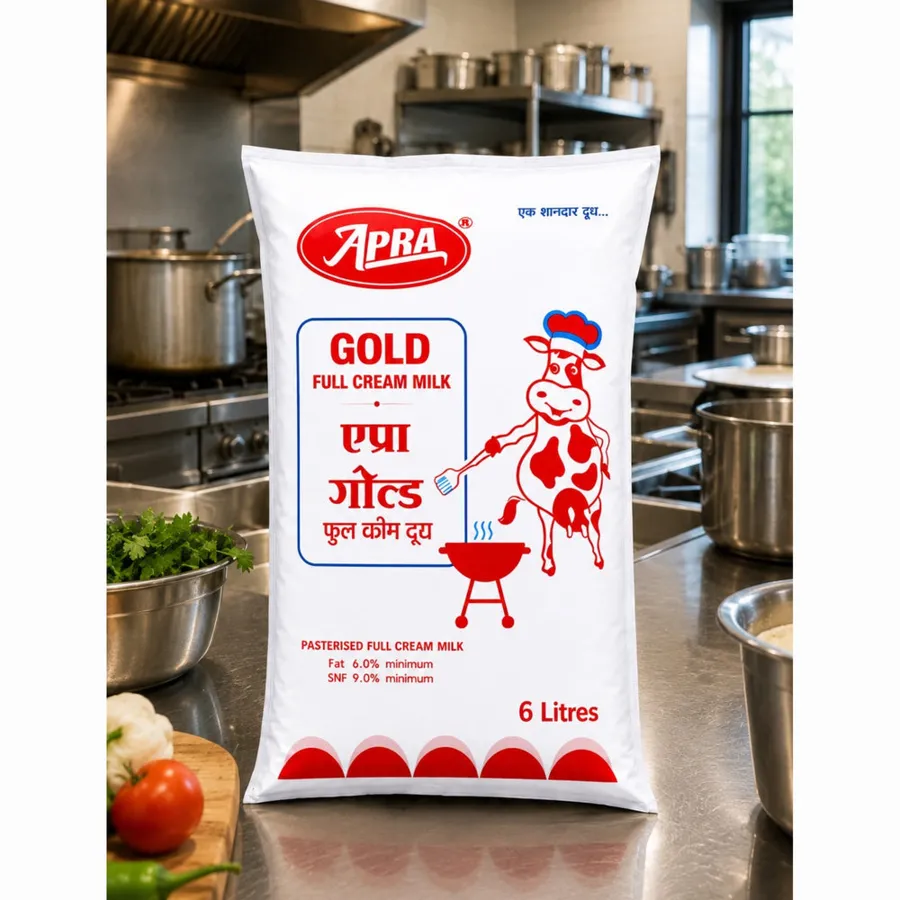 APRA ®
एक शानदार दूध...
GOLD
FULL CREAM MILK
एप्रा
गोल्ड
फुल कीम दूय
PASTERISED FULL CREAM MILK
Fat 6.0% minimum
SNF 9.0% minimum
6 Litres